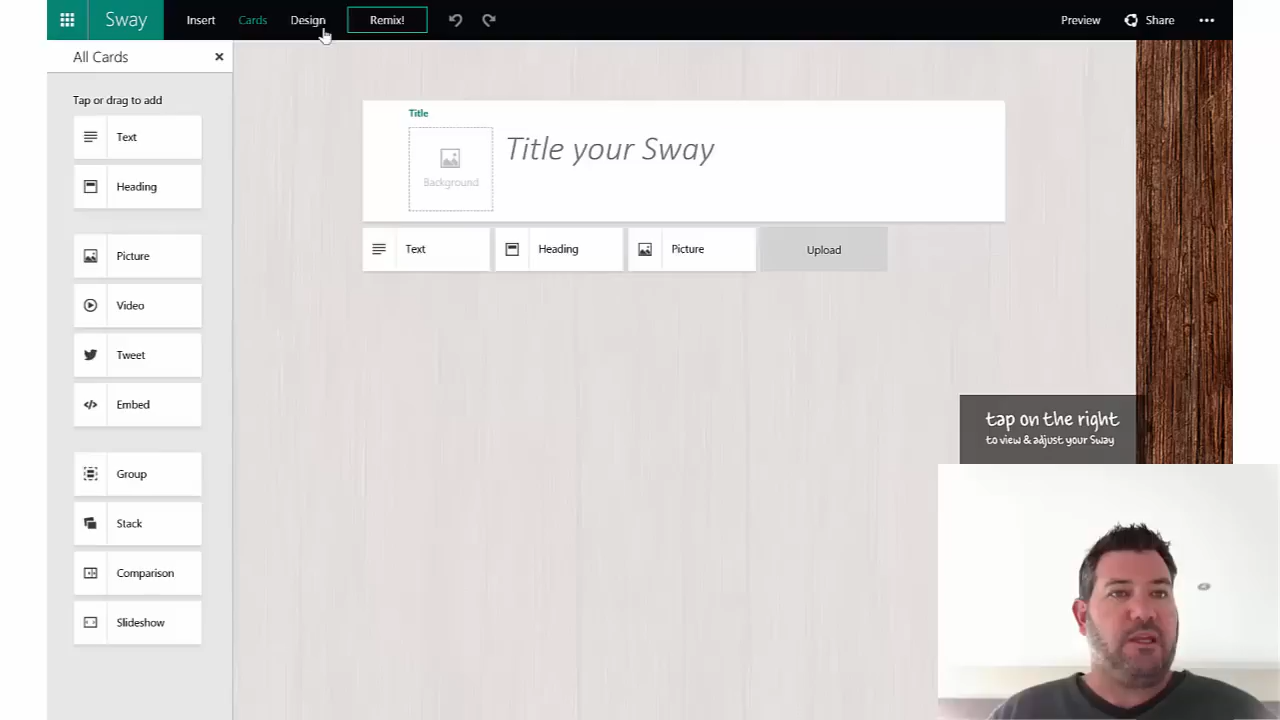 Sway
Insert
Cards
Design
Remix!
Preview
Share
All Cards
Tap or drag to add
Text
Heading
Picture
Video
Tweet
Embed
Group
Stack
Comparison
Slideshow
Title
Background
Title your Sway
Text
Heading
Picture
Upload
tap on the right
to view & adjust your Sway